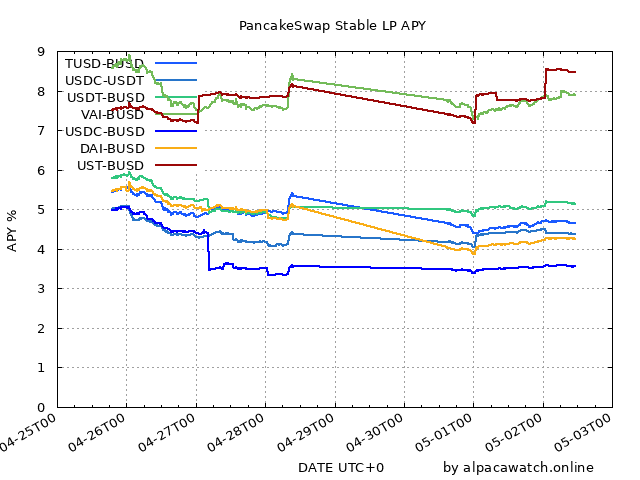 PancakeSwap Stable LP APY
9
8
7
6
5
4
3
2
1
0
APY %
TUSD-BUSD
USDC-USDT
USDT-BUSD
VAI-BUSD
USDC-BUSD
DAI-BUSD
UST-BUSD
04-25T00
04-26T00
04-27T00
04-28T00
04-29T00
04-30T00
05-01T00
05-02T00
05-03T00
DATE UTC+0
by alpacawatch.online